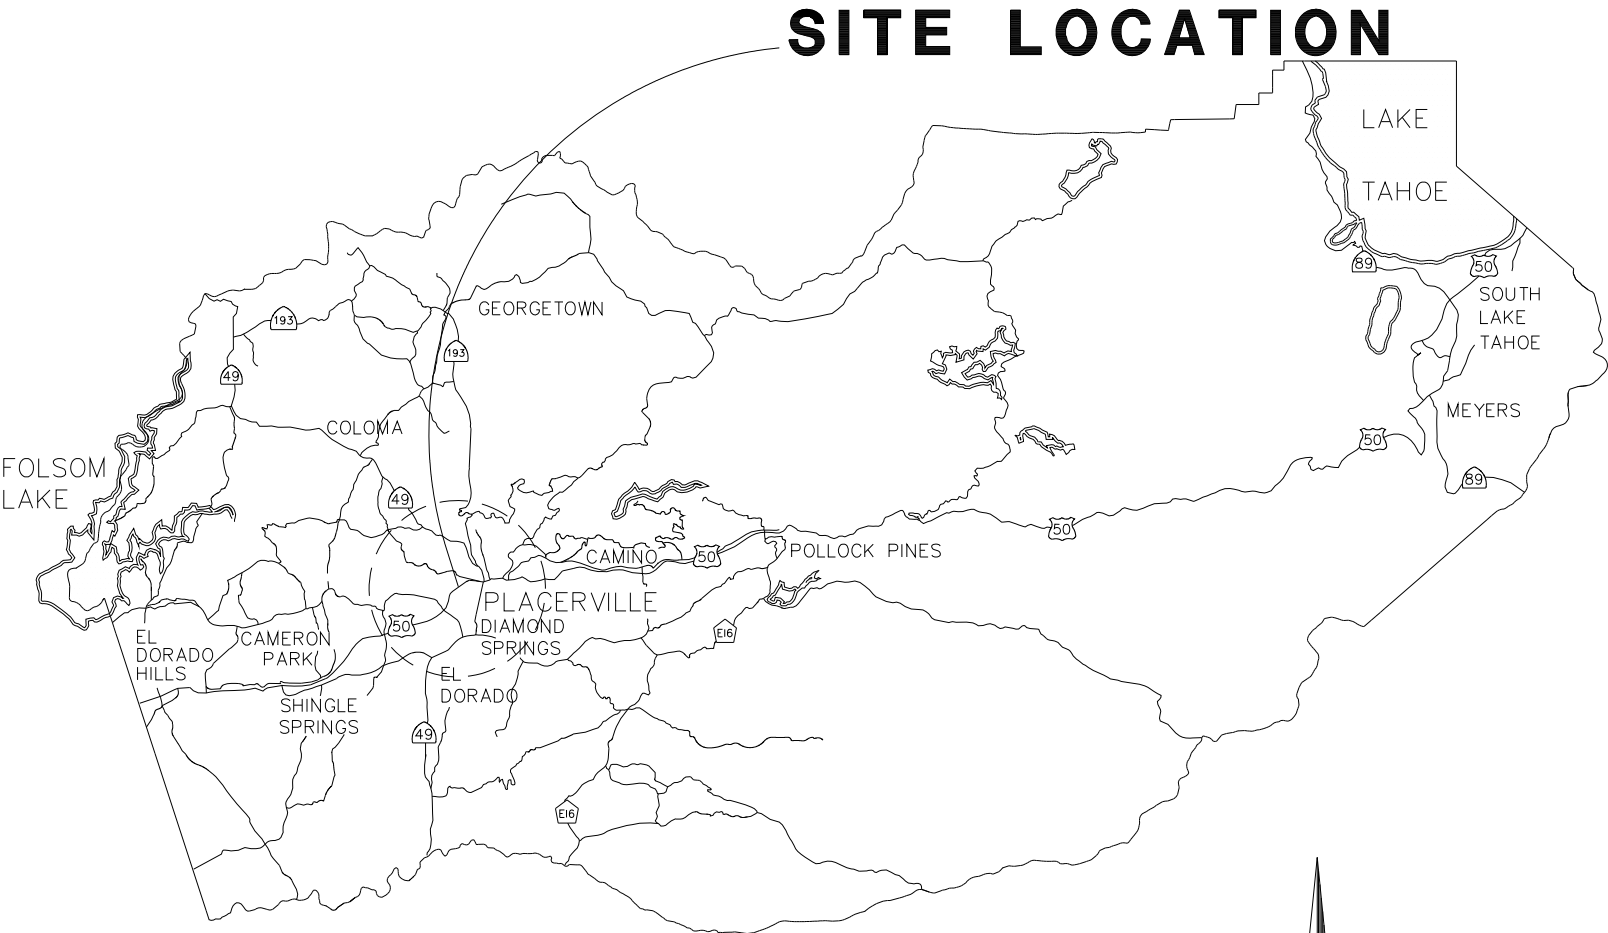 SITE LOCATION
LAKE
TAHOE
89
50
SOUTH
LAKE
TAHOE
GEORGETOWN
193
193
49
MEYERS
COLOMA
50
FOLSOM
LAKE
89
49
50
CAMINO
50
POLLOCK PINES
PLACERVILLE
50
DIAMOND
SPRINGS
E16
EL
DORADO
HILLS
CAMERON
PARK
EL
DORADO
SHINGLE
SPRINGS
49
E16